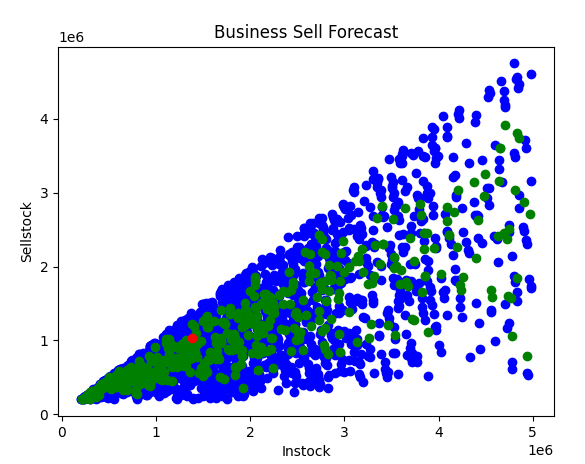 Business Sell Forecast
1e6
4
3
2
1
0
Sellstock
0 1 2 3 4 5
1e6
Instock